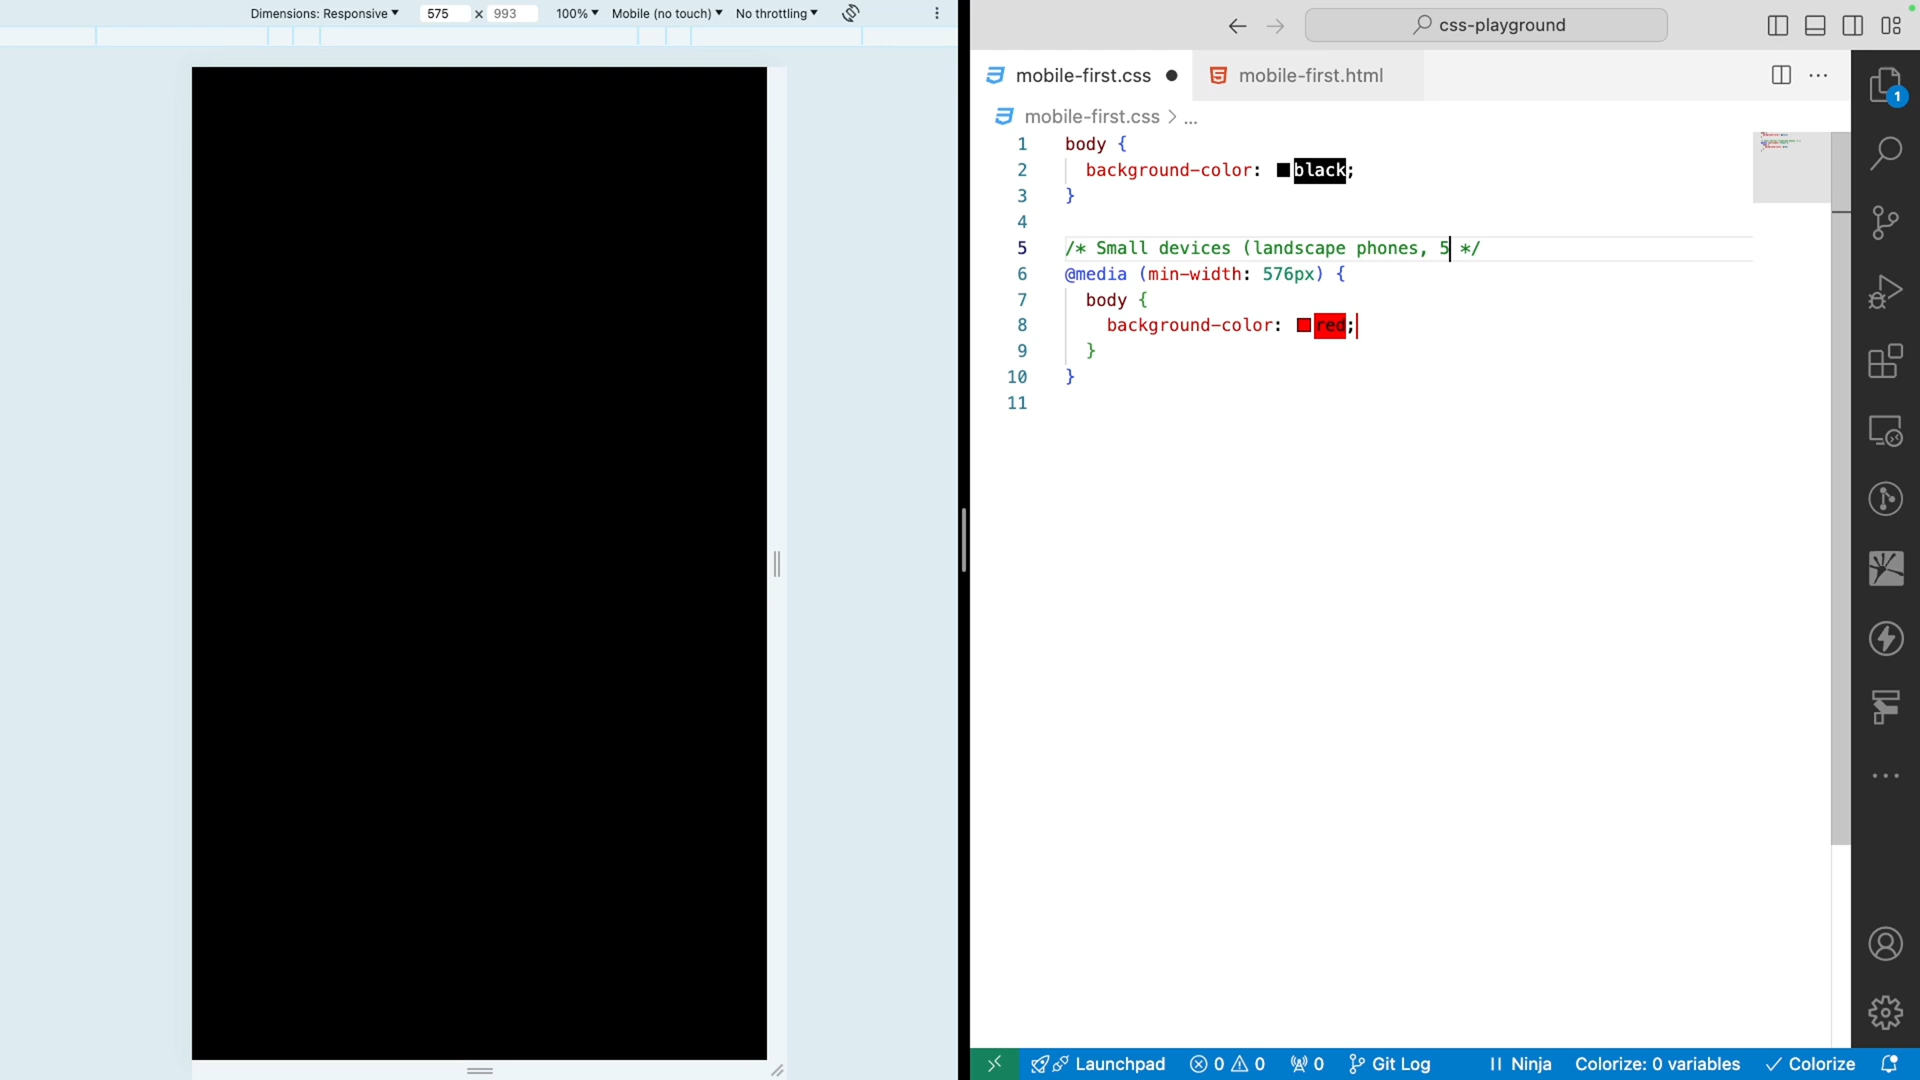 Dimensions: Responsive 575 x 993 100% Mobile (no touch) No throttling
css-playground
mobile-first.css mobile-first.html
mobile-first.css > ...
1 body {
2 background-color: black;
3 }
4
5 /* Small devices (landscape phones, 5 */
6 @media (min-width: 576px) {
7 body {
8 background-color: red;
9 }
10 }
11
1
Launchpad 0 0 0 Git Log Ninja Colorize: 0 variables Colorize